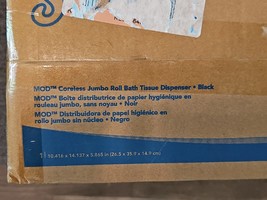 MOD™ Coreless Jumbo Roll Bath Tissue Dispenser • Black
MOD™ Boîte distributrice de papier hygiénique en
rouleau jumbo, sans noyau • Noir
MOD™ Distribuidora de papel higiénico en
rollo jumbo sin núcleo • Negro